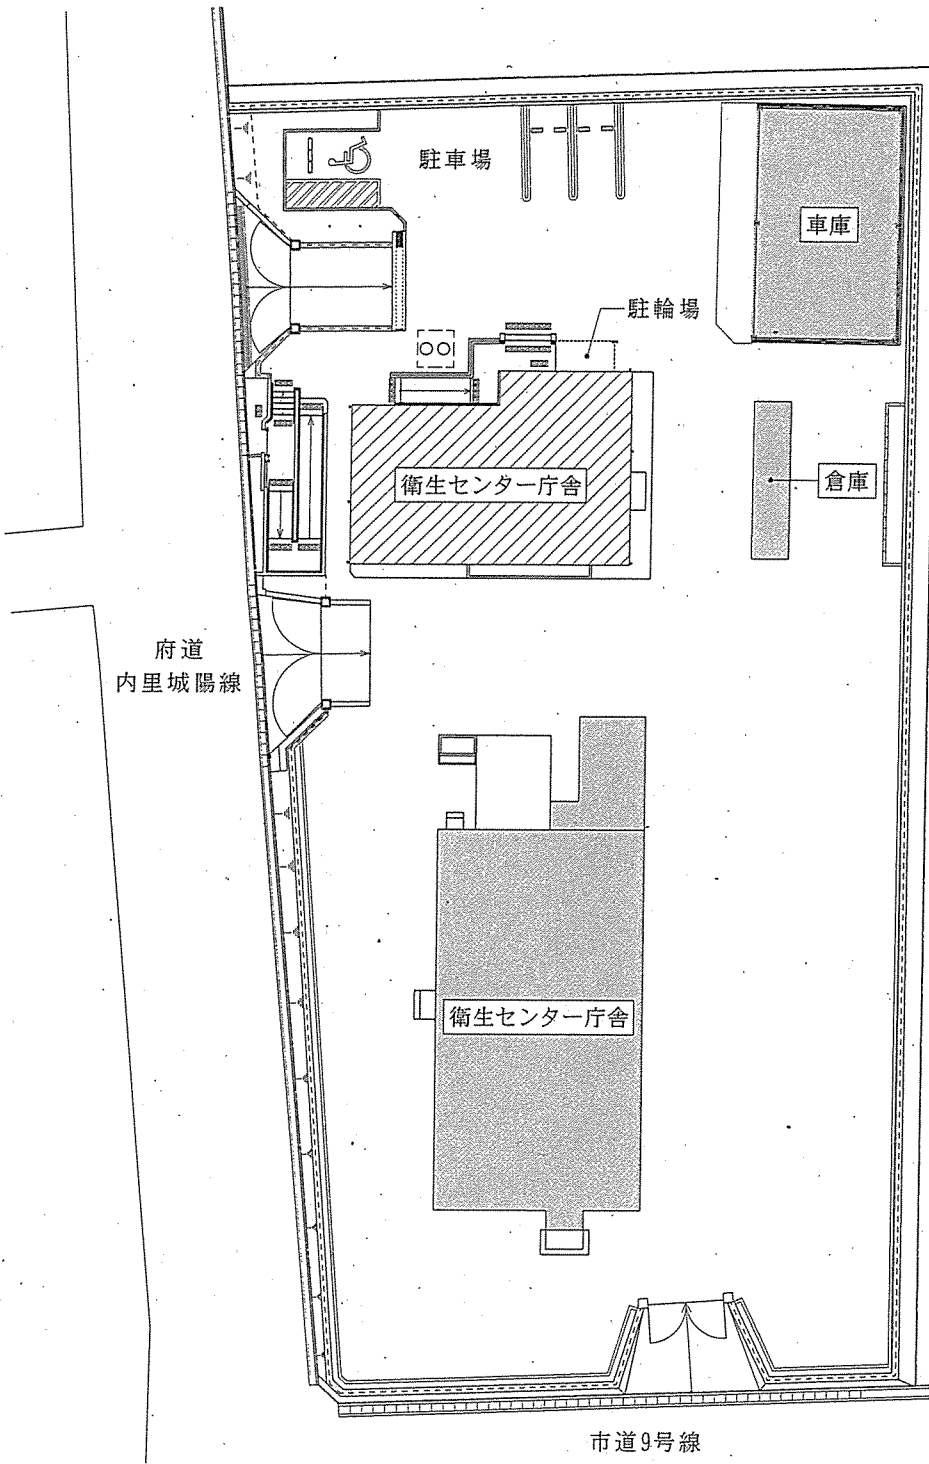 駐車場
車庫
駐輪場
衛生センター庁舎
倉庫
府道
内里城陽線
衛生センター庁舎
市道9号線